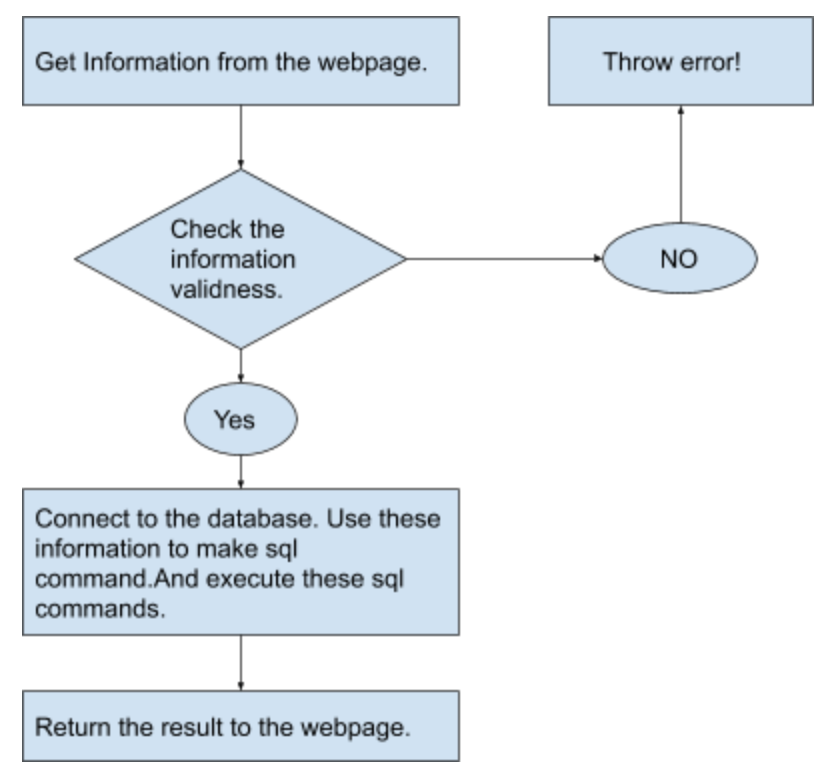 Get Information from the webpage.
Throw error!
Check the
information
validness.
NO
Yes
Connect to the database. Use these
information to make sql
command.And execute these sql
commands.
Return the result to the webpage.